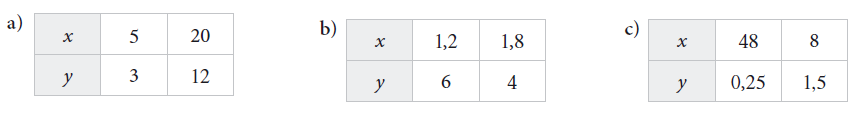 a)
x 5 20
y 3 12
b)
x 1,2 1,8
y 6 4
c)
x 48 8
y 0,25 1,5